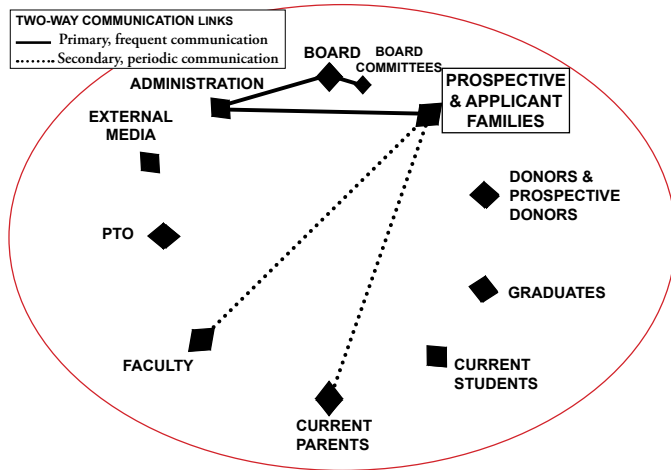 TWO-WAY COMMUNICATION LINKS
Primary, frequent communication
Secondary, periodic communication
BOARD
BOARD
COMMITTEES
ADMINISTRATION
PROSPECTIVE
& APPLICANT
FAMILIES
EXTERNAL
MEDIA
DONORS &
PROSPECTIVE
DONORS
PTO
GRADUATES
FACULTY
CURRENT
STUDENTS
CURRENT
PARENTS